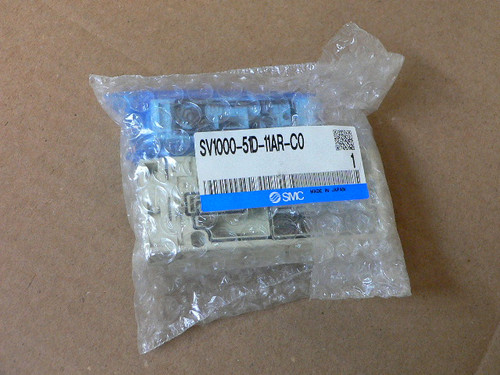 SV1000-51D-11AR-C0
1
SMC MADE IN JAPAN